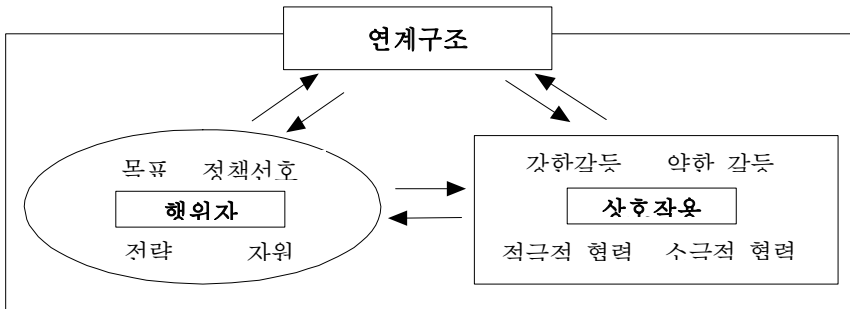 연계구조
목표 정책선호
행위자
전략 자원
강한갈등 약한 갈등
상호작용
적극적 협력 소극적 협력